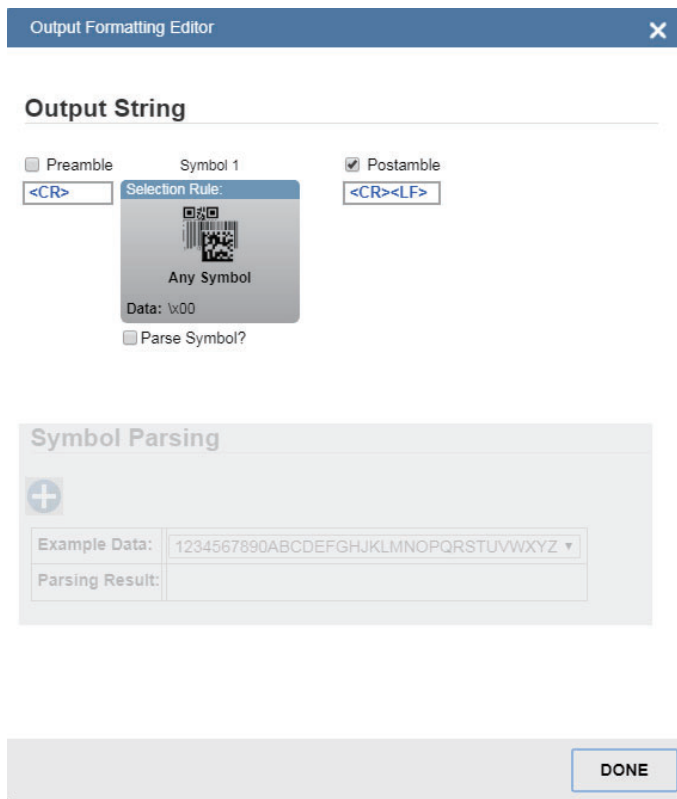 Output Formatting Editor
Output String
Preamble Symbol 1 Postamble
<CR> Selection Rule: <CR><LF>
Any Symbol
Data: \x00
Parse Symbol?
Symbol Parsing
Example Data: 1234567890ABCDEFGHJKLMNOPQRSTUVWXYZ
Parsing Result:
DONE